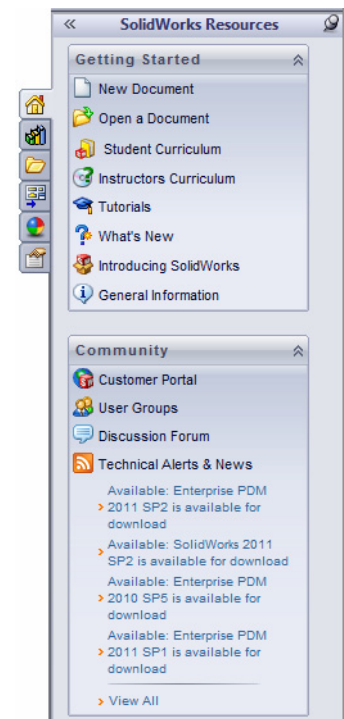 SolidWorks Resources
Getting Started
New Document
Open a Document
Student Curriculum
Instructors Curriculum
Tutorials
What's New
Introducing SolidWorks
General Information
Community
Customer Portal
User Groups
Discussion Forum
Technical Alerts & News
Available: Enterprise PDM
2011 SP2 is available for
download
Available: SolidWorks 2011
SP2 is available for download
Available: Enterprise PDM
2010 SP5 is available for
download
Available: Enterprise PDM
2011 SP1 is available for
download
View All